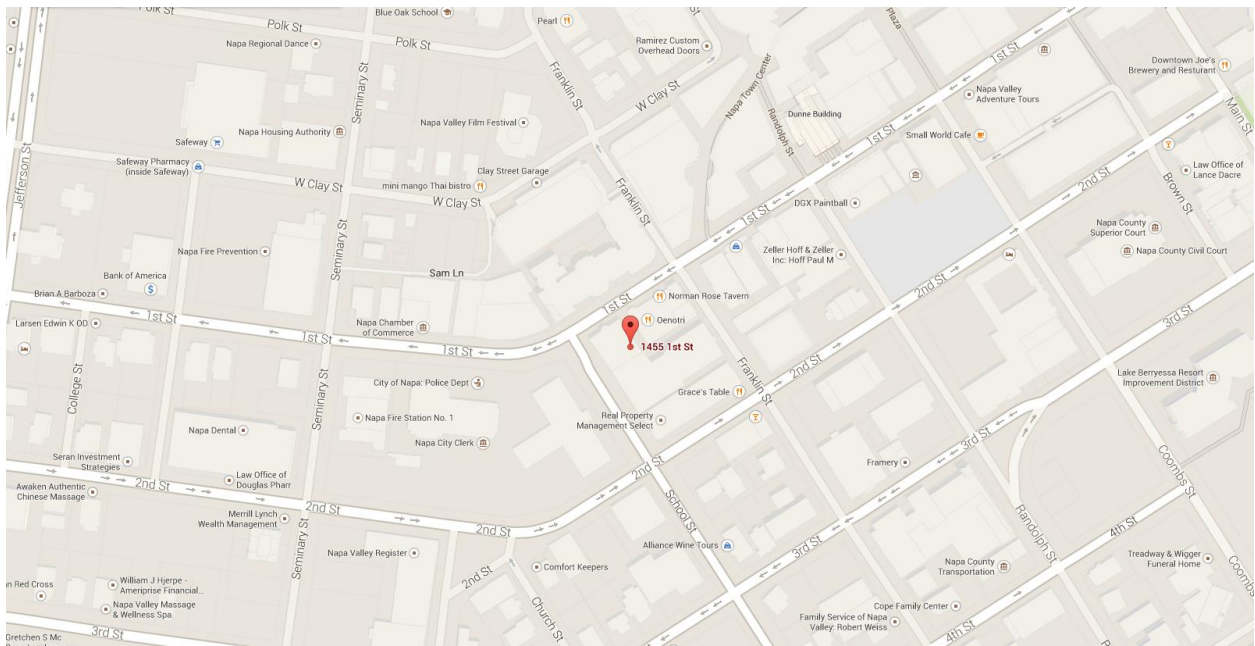 Polk St
Blue Oak School
Pearl
Plaza
Napa Regional Dance
Polk St
Ramirez Custom
Overhead Doors
1st St
Downtown Joe's
Brewery and Resturant
Seminary St
Franklin St
W Clay St
Napa Town Center
Napa Valley
Adventure Tours
Main St
Napa Housing Authority
Napa Valley Film Festival
Dunne Building
Randolph St
Small World Cafe
Safeway
1st St
Safeway Pharmacy
(inside Safeway)
Clay Street Garage
Law Office of
Lance Dacre
Jefferson St
W Clay St
mini mango Thai bistro
W Clay St
Franklin St
2nd St
Brown St
DGX Paintball
1st St
Napa County
Superior Court
Napa Fire Prevention
Seminary St
Zeller Hoff & Zeller
Inc: Hoff Paul M
Napa County Civil Court
Bank of America
Sam Ln
2nd St
Brian A Barboza
1st St
Norman Rose Tavern
1st St
Larsen Edwin K OD
Napa Chamber
of Commerce
Oenotri
3rd St
1st St
1455 1st St
2nd St
College St
Seminary St
City of Napa: Police Dept
Grace's Table
Franklin St
Lake Berryessa Resort
Improvement District
Napa Fire Station No. 1
Real Property
Management Select
Napa Dental
Napa City Clerk
3rd St
Seran Investment
Strategies
2nd St
Framery
Coombs St
Law Office of
Douglas Pharr
Awaken Authentic
Chinese Massage
2nd St
2nd St
Merrill Lynch
Wealth Management
2nd St
School St
Randolph St
4th St
Seminary St
Napa Valley Register
Alliance Wine Tours
3rd St
Treadway & Wigger
Funeral Home
2nd St
Comfort Keepers
Napa County
Transportation
Coombs St
an Red Cross
William J Hjerpe -
Ameriprise Financial...
Napa Valley Massage
& Wellness Spa
Church St
Cope Family Center
Family Service of Napa
Valley: Robert Weiss
3rd St
4th St
Gretchen S Mc